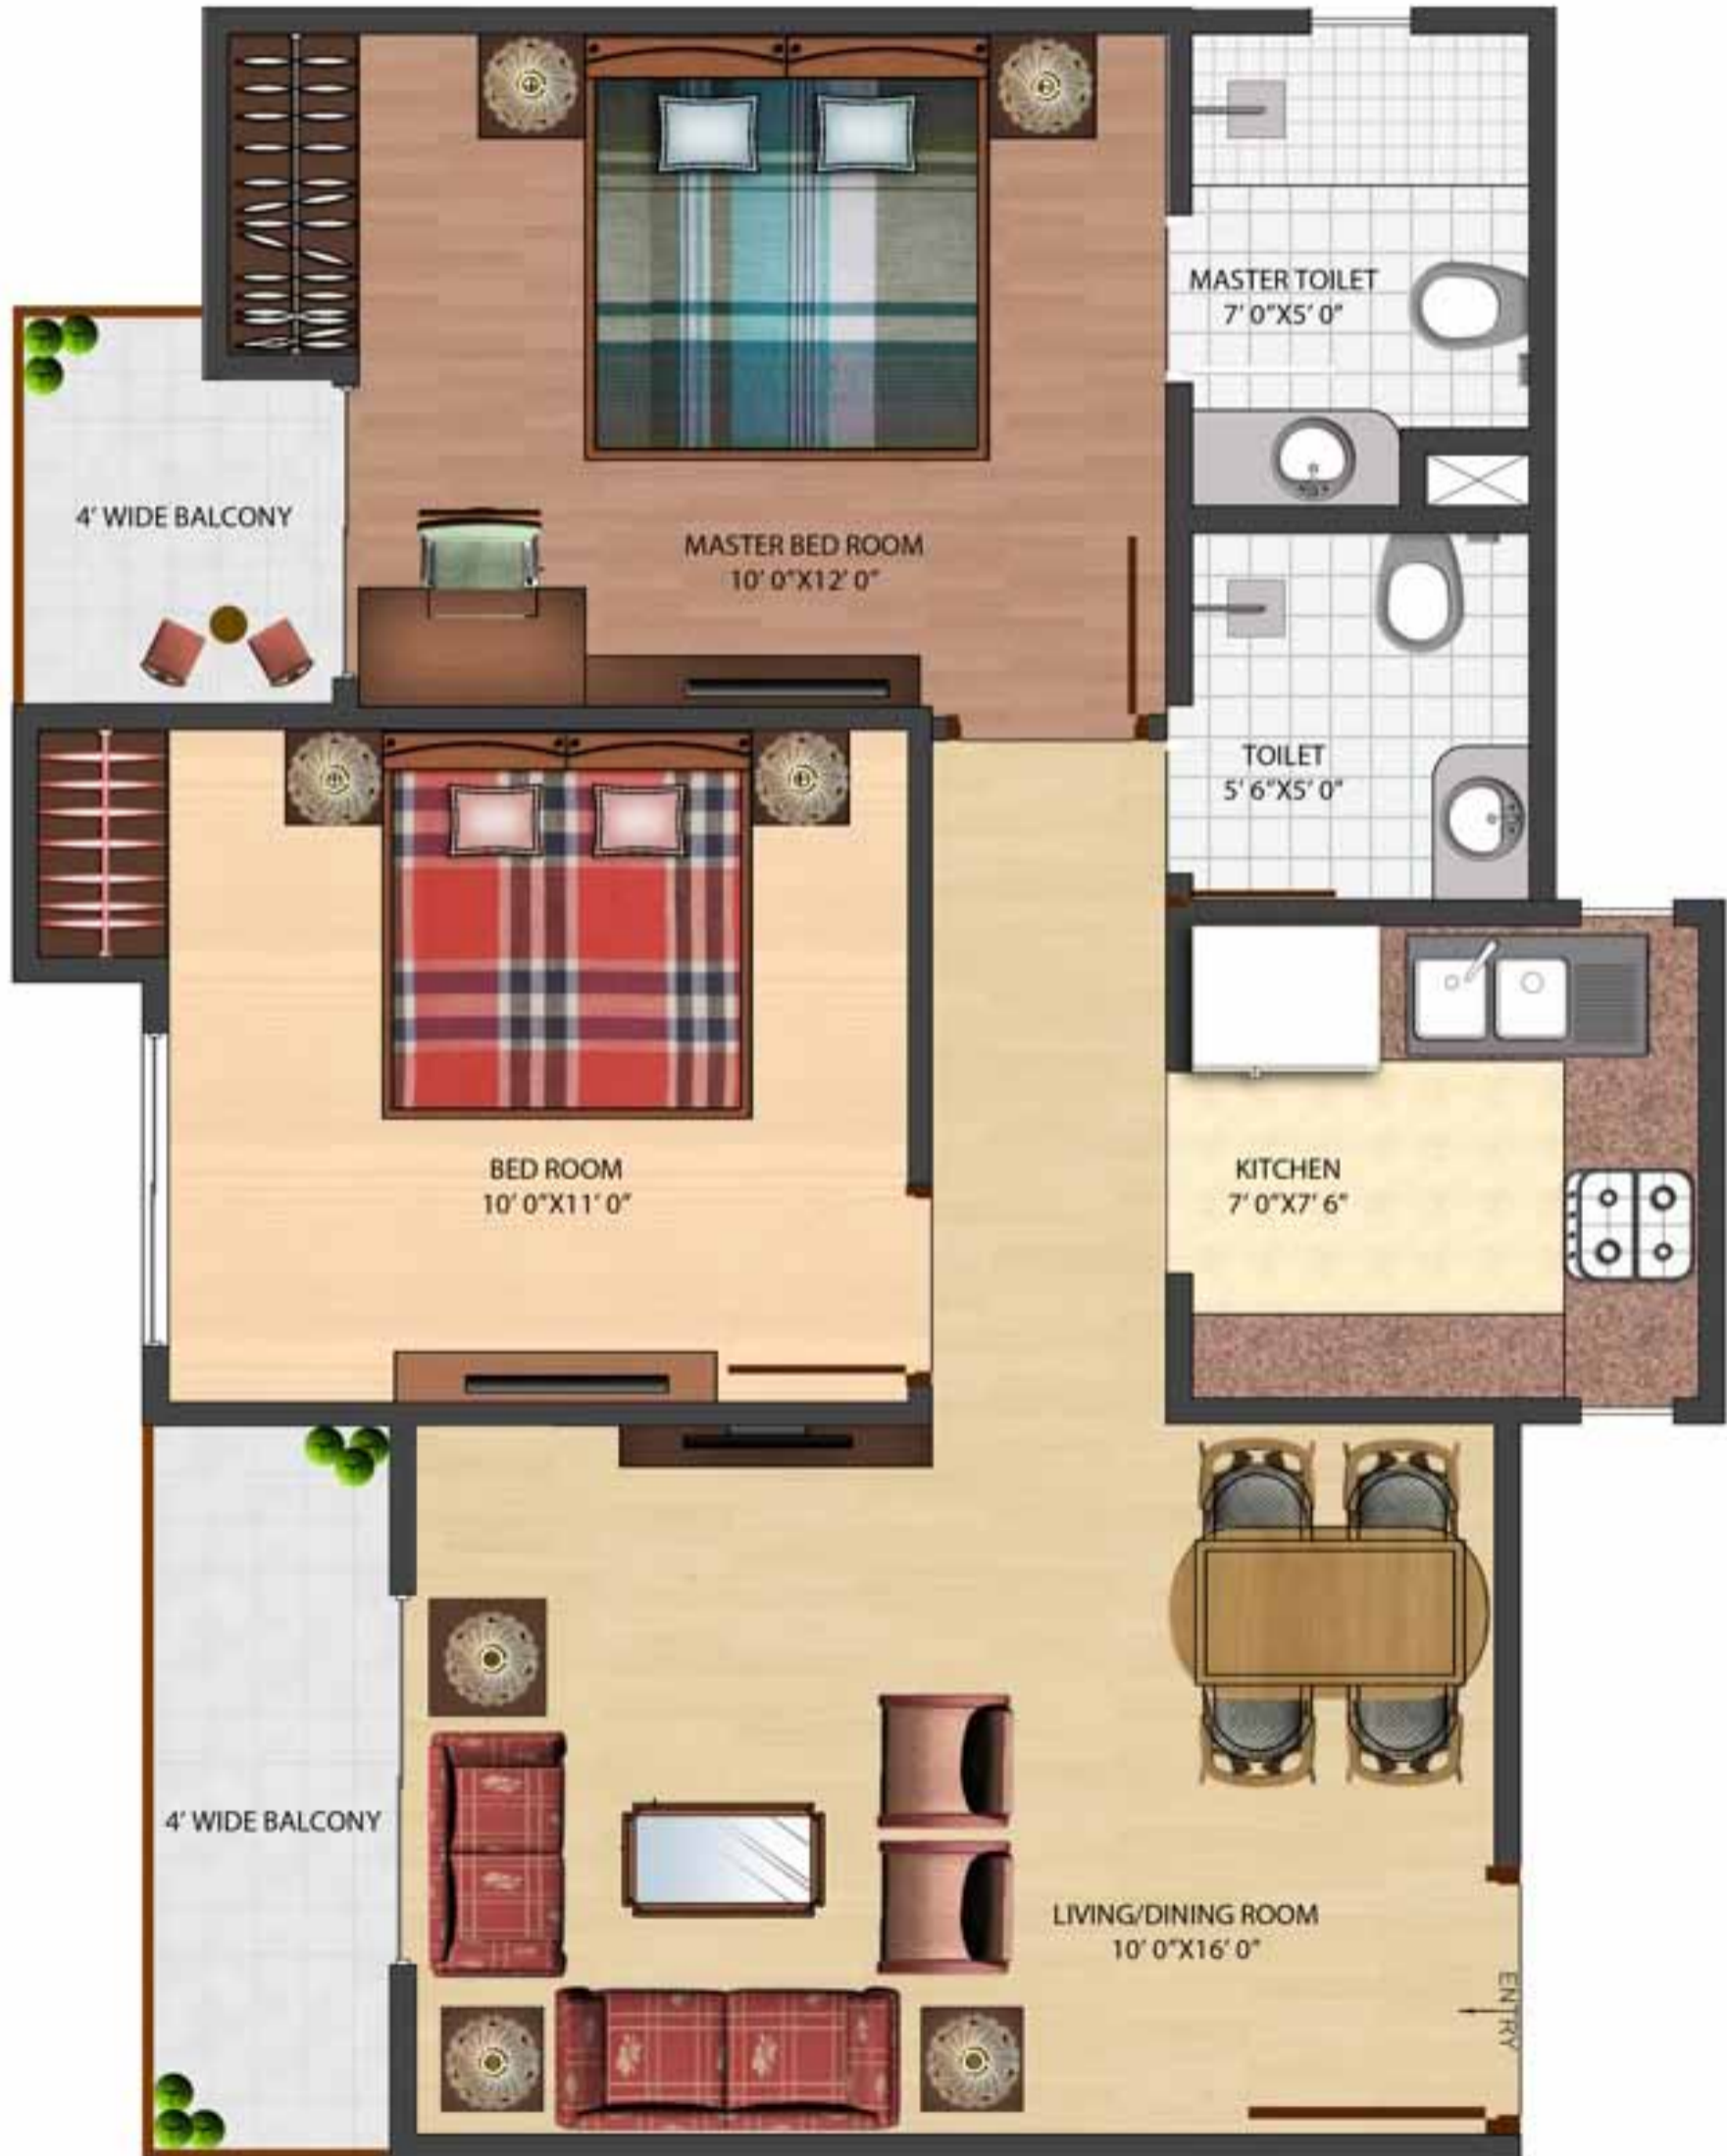 MASTER TOILET
7' 0"X5' 0"
4' WIDE BALCONY
MASTER BED ROOM
10' 0"X12' 0"
TOILET
5' 6"X5' 0"
BED ROOM
10' 0"X11' 0"
KITCHEN
7' 0"X7' 6"
4' WIDE BALCONY
LIVING/DINING ROOM
10' 0"X16' 0"
ENTRY